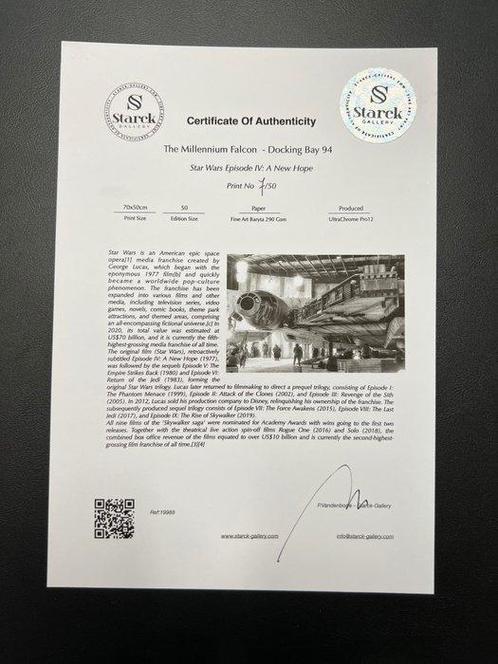 SS
Starck
GALLERY
SS
Starck
GALLERY
Certificate Of Authenticity
The Millennium Falcon - Docking Bay 94
Star Wars Episode IV: A New Hope
Print No 7/50
70x50cm
Print Size
50
Edition Size
Paper
Fine Art Baryta 290 Gsm
Produced
UltraChrome Pro12
Star Wars is an American epic space
opera[1] media franchise created by
George Lucas, which began with the
eponymous 1977 film[b] and quickly
became a worldwide pop-culture
phenomenon. The franchise has been
expanded into various films and other
media, including television series, video
games, novels, comic books, theme park
attractions, and themed areas, comprising
an all-encompassing fictional universe.[c] In
2020, its total value was estimated at
US$70 billion, and it is currently the fifth-
highest-grossing media franchise of all time.
The original film (Star Wars), retroactively
subtitled Episode IV: A New Hope (1977),
was followed by the sequels Episode V: The
Empire Strikes Back (1980) and Episode VI:
Return of the Jedi (1983), forming the
original Star Wars trilogy. Lucas later returned to filmmaking to direct a prequel trilogy, consisting of Episode I:
The Phantom Menace (1999), Episode II: Attack of the Clones (2002), and Episode III: Revenge of the Sith
(2005). In 2012, Lucas sold his production company to Disney, relinquishing his ownership of the franchise. The
subsequently produced sequel trilogy consists of Episode VII: The Force Awakens (2015), Episode VIII: The Last
Jedi (2017), and Episode IX: The Rise of Skywalker (2019).
All nine films of the 'Skywalker saga' were nominated for Academy Awards with wins going to the first two
releases. Together with the theatrical live action spin-off films Rogue One (2016) and Solo (2018), the
combined box office revenue of the films equated to over US$10 billion and is currently the second-highest-
grossing film franchise of all time.[3][4]
Ref:19988
P.Vandenbosre - Starck-Gallery
www.starck-gallery.com
info@starck-gallery.com